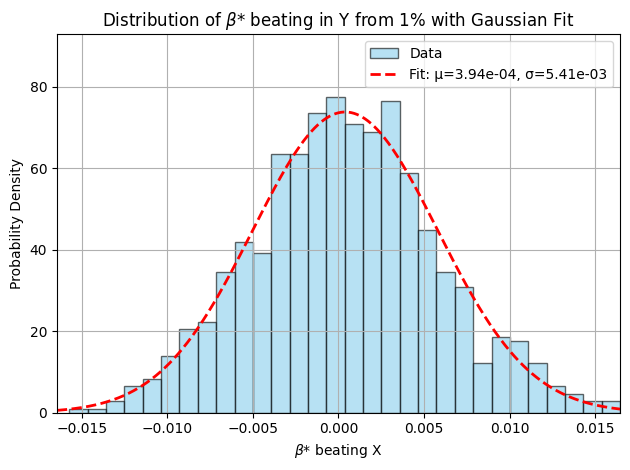 Distribution of β* beating in Y from 1% with Gaussian Fit
Data
Fit: μ=3.94e-04, σ=5.41e-03
Probability Density
80
60
40
20
0
−0.015 −0.010 −0.005 0.000 0.005 0.010 0.015
β* beating X